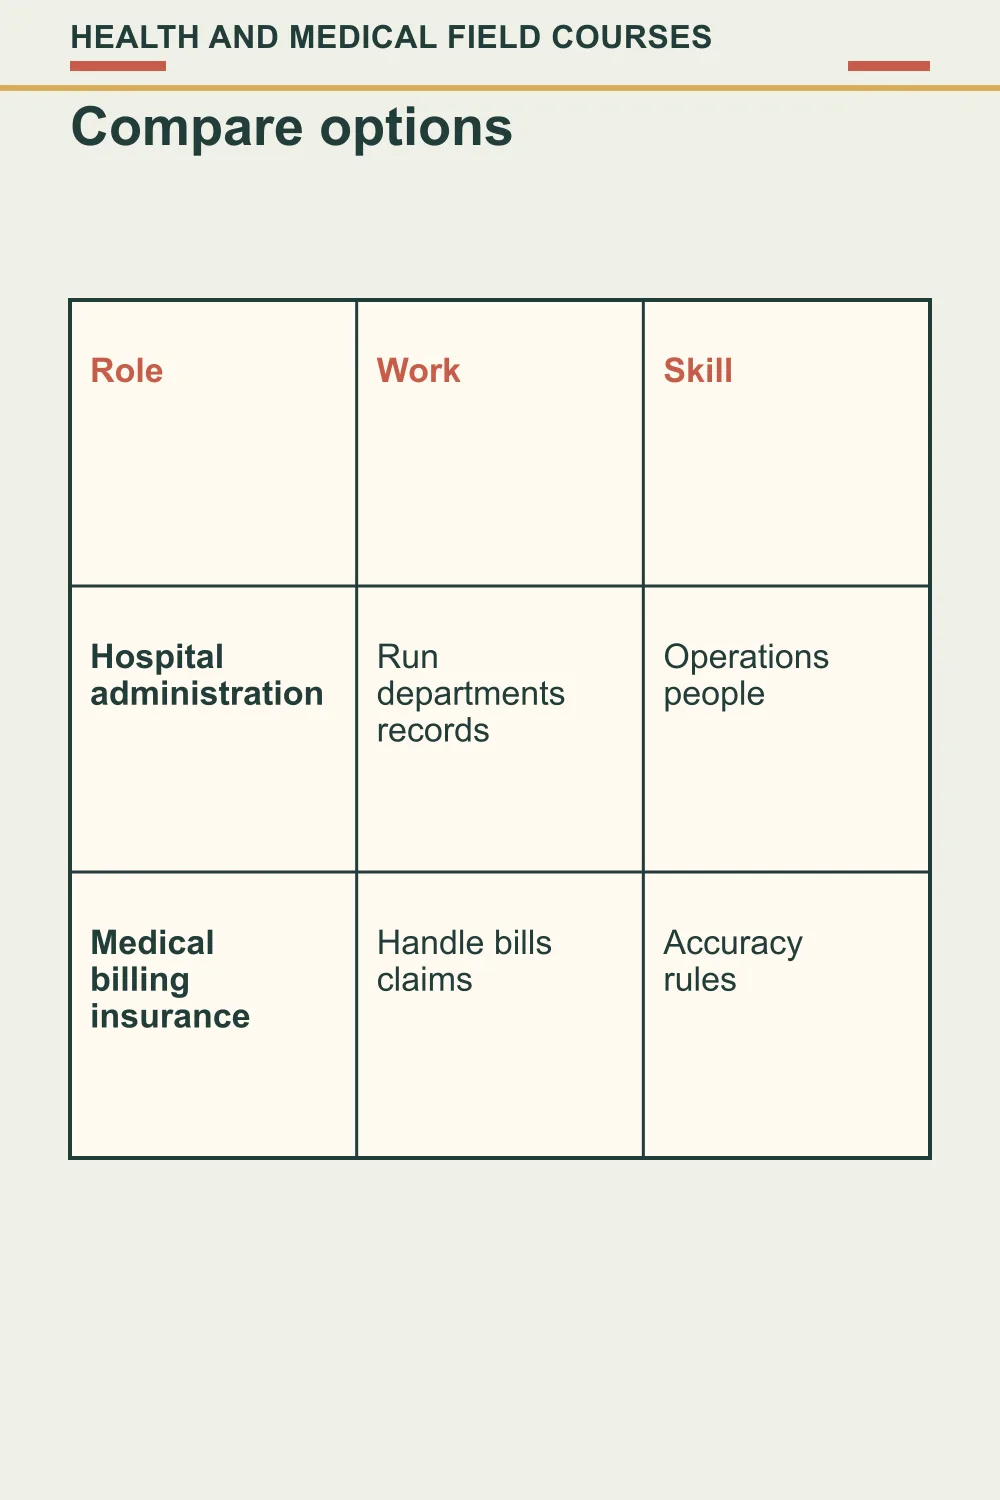 HEALTH AND MEDICAL FIELD COURSES
Compare options
Role
Work
Skill
Hospital
administration
Run
departments
records
Operations
people
Medical
billing
insurance
Handle bills
claims
Accuracy
rules